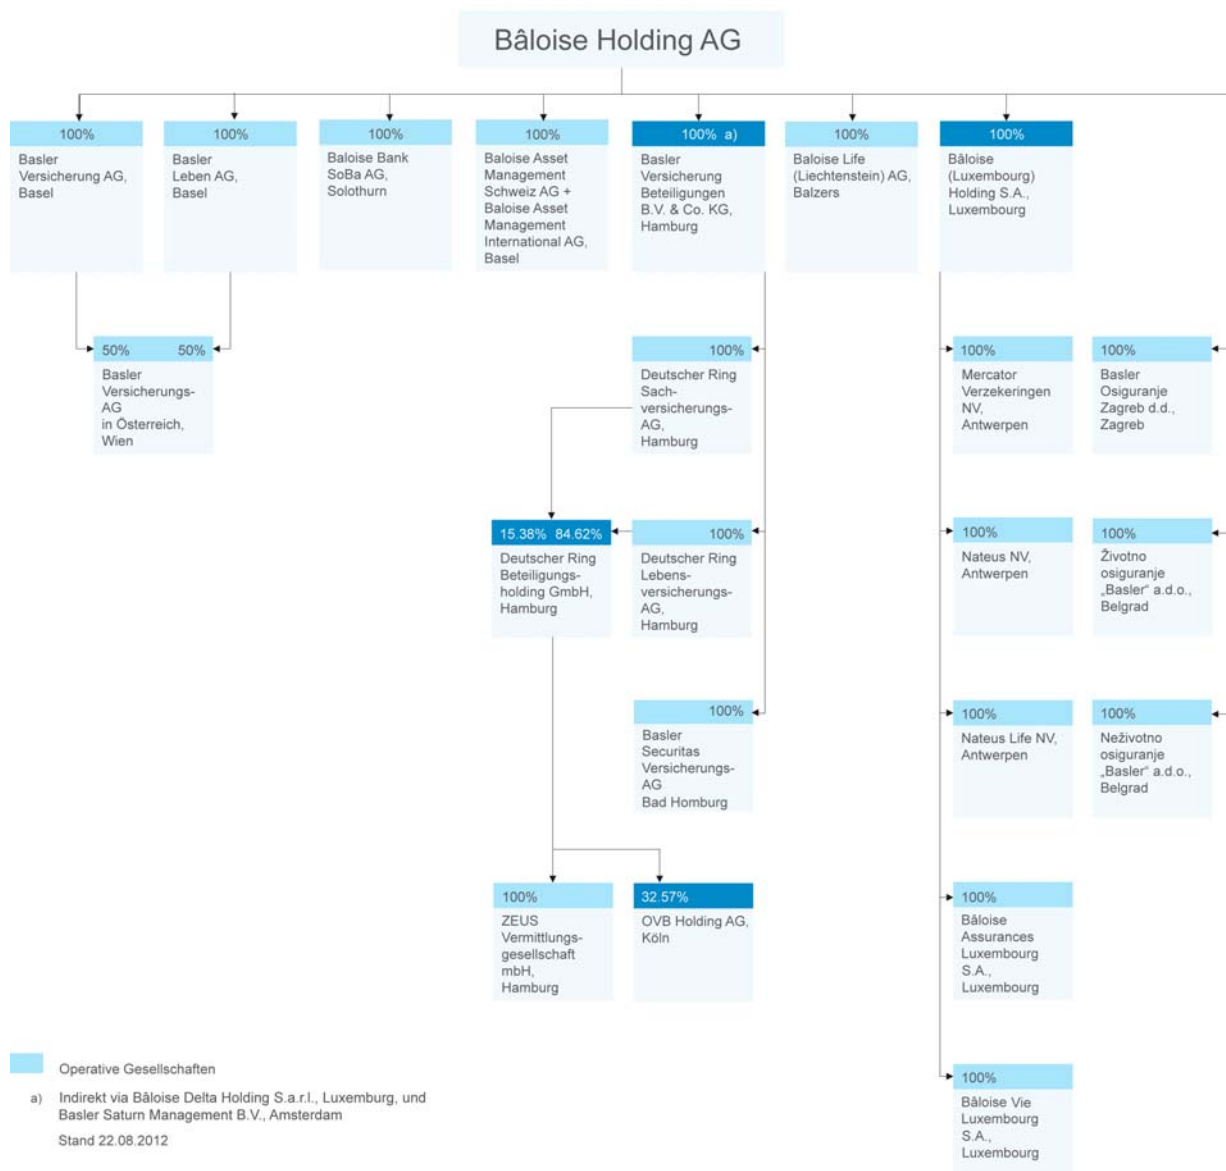 Bâloise Holding AG
100%
Basler
Versicherung AG,
Basel
100%
Basler
Leben AG,
Basel
100%
Baloise Bank
SoBa AG,
Solothurn
100%
Baloise Asset
Management
Schweiz AG +
Baloise Asset
Management
International AG,
Basel
100% a)
Basler
Versicherung
Beteiligungen
B.V. & Co. KG,
Hamburg
100%
Baloise Life
(Liechtenstein) AG,
Balzers
100%
Bâloise
(Luxembourg)
Holding S.A.,
Luxembourg
50% 50%
Basler
Versicherungs-
AG
in Österreich,
Wien
100%
Deutscher Ring
Sach-
versicherungs-
AG,
Hamburg
100%
Mercator
Verzekeringen
NV,
Antwerpen
100%
Basler
Osiguranje
Zagreb d.d.,
Zagreb
15.38% 84.62%
Deutscher Ring
Beteiligungs-
holding GmbH,
Hamburg
100%
Deutscher Ring
Lebens-
versicherungs-
AG,
Hamburg
100%
Nateus NV,
Antwerpen
100%
Životno
osiguranje
„Basler“ a.d.o.,
Belgrad
100%
Basler
Securitas
Versicherungs-
AG
Bad Homburg
100%
Nateus Life NV,
Antwerpen
100%
Neživotno
osiguranje
„Basler“ a.d.o.,
Belgrad
100%
ZEUS
Vermittlungs-
gesellschaft
mbH,
Hamburg
32.57%
OVB Holding AG,
Köln
100%
Bâloise
Assurances
Luxembourg
S.A.,
Luxembourg
100%
Bâloise Vie
Luxembourg
S.A.,
Luxembourg
Operative Gesellschaften
a) Indirekt via Bâloise Delta Holding S.a.r.l., Luxemburg, und
Basler Saturn Management B.V., Amsterdam
Stand 22.08.2012